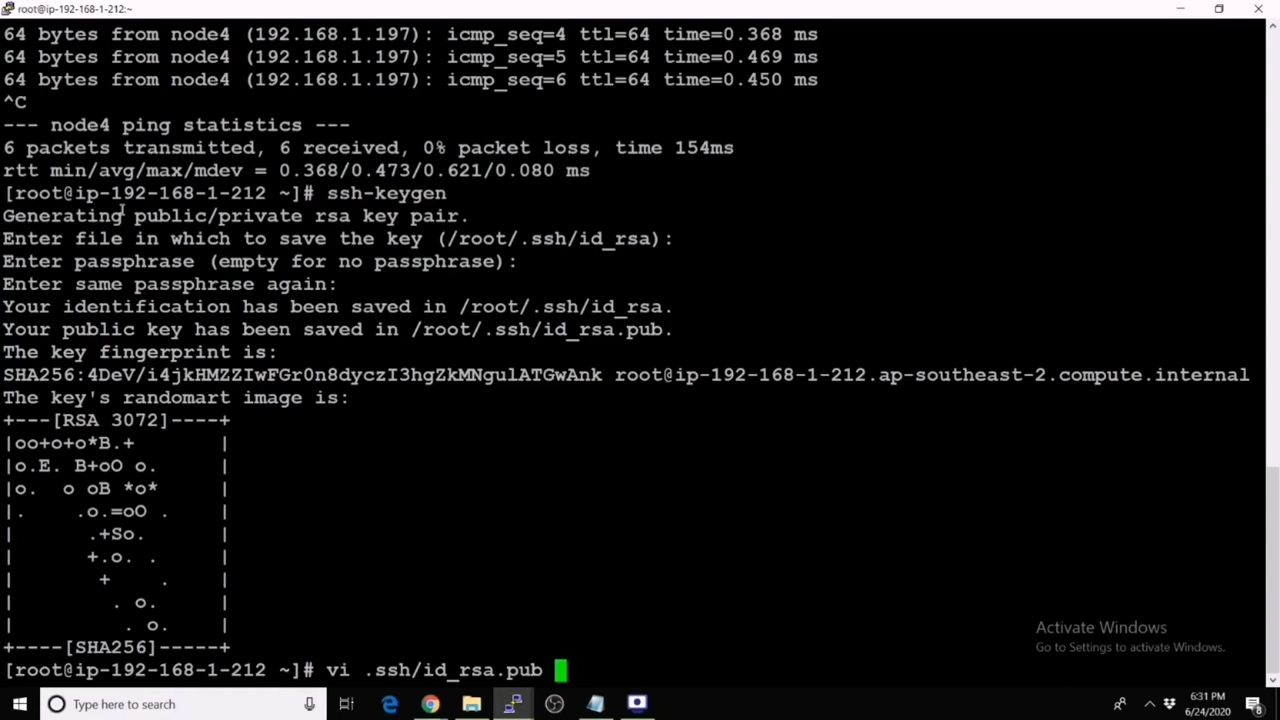 root@ip-192-168-1-212:~
64 bytes from node4 (192.168.1.197): icmp_seq=4 ttl=64 time=0.368 ms
64 bytes from node4 (192.168.1.197): icmp_seq=5 ttl=64 time=0.469 ms
64 bytes from node4 (192.168.1.197): icmp_seq=6 ttl=64 time=0.450 ms
^C
--- node4 ping statistics ---
6 packets transmitted, 6 received, 0% packet loss, time 154ms
rtt min/avg/max/mdev = 0.368/0.473/0.621/0.080 ms
[root@ip-192-168-1-212 ~]# ssh-keygen
Generating public/private rsa key pair.
Enter file in which to save the key (/root/.ssh/id_rsa):
Enter passphrase (empty for no passphrase):
Enter same passphrase again:
Your identification has been saved in /root/.ssh/id_rsa.
Your public key has been saved in /root/.ssh/id_rsa.pub.
The key fingerprint is:
SHA256:4DeV/i4jkHMZZIwFGr0n8dyczI3hgZkMNgulATGwAnk root@ip-192-168-1-212.ap-southeast-2.compute.internal
The key's randomart image is:
+---[RSA 3072]----+
|oo+o+o*B.+       |
|o.E. B+oO o.     |
|o.  o oB *o*     |
|.    .o.=oO .    |
|      .+So.      |
|      +.o. .     |
|       +    .    |
|          . o.   |
|         . o.    |
+----[SHA256]-----+
[root@ip-192-168-1-212 ~]# vi .ssh/id_rsa.pub
Activate Windows
Go to Settings to activate Windows.
Type here to search
6:31 PM
6/24/2020
8